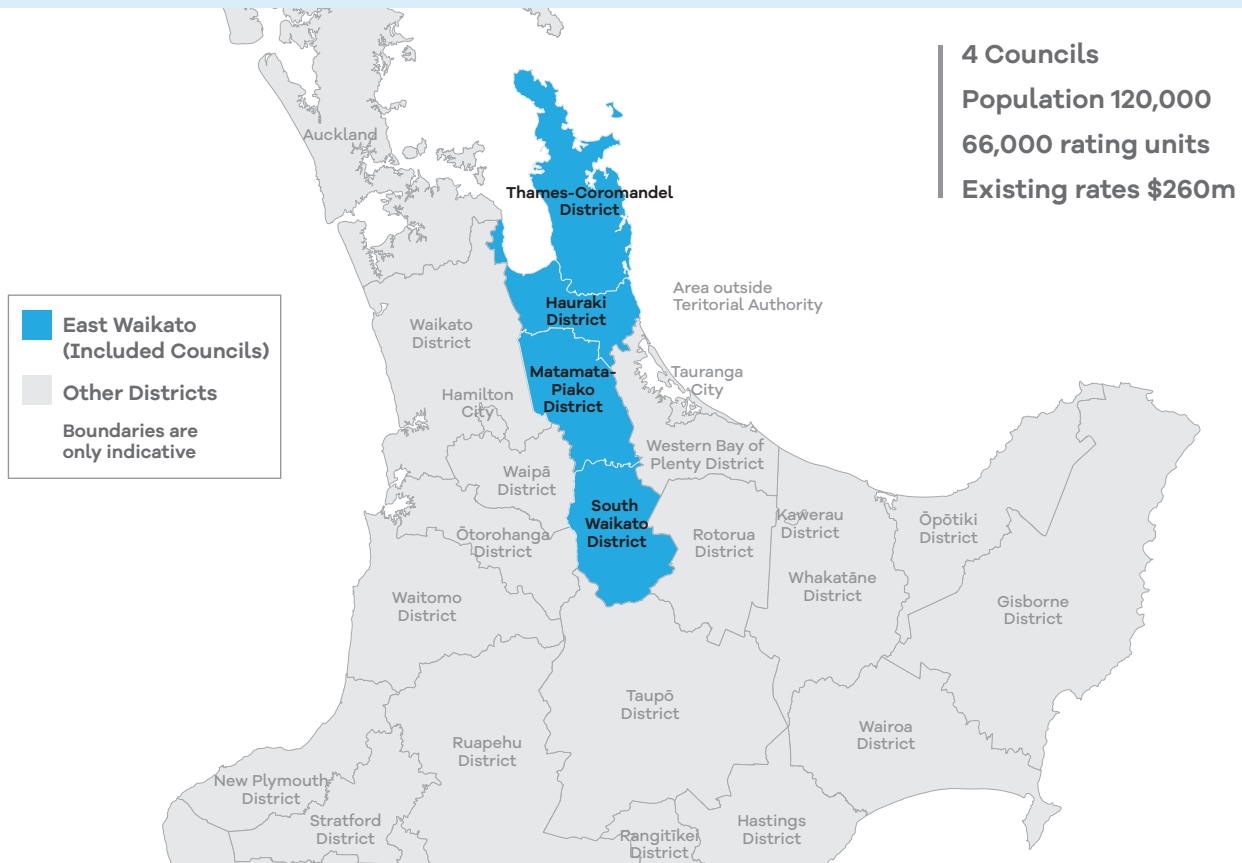 4 Councils
Population 120,000
66,000 rating units
Existing rates $260m
Auckland
Thames-Coromandel
District
Area outside
Teritorial Authority
Hauraki
District
East Waikato
(Included Councils)
Other Districts
Boundaries are
only indicative
Waikato
District
Matamata-
Piako
District
Tauranga
City
Hamilton
City
Western Bay of
Plenty District
Waipā
District
South
Waikato
District
Kawerau
District
Ōpōtiki
District
Ōtorohanga
District
Rotorua
District
Whakatāne
District
Waitomo
District
Gisborne
District
Taupō
District
Wairoa
District
Ruapehu
District
New Plymouth
District
Stratford
District
Rangitīkei
District
Hastings
District